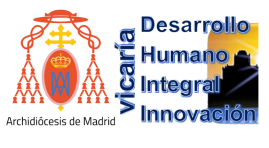 Archidiócesis de Madrid
vicaría
Desarrollo
Humano
Integral
Innovación